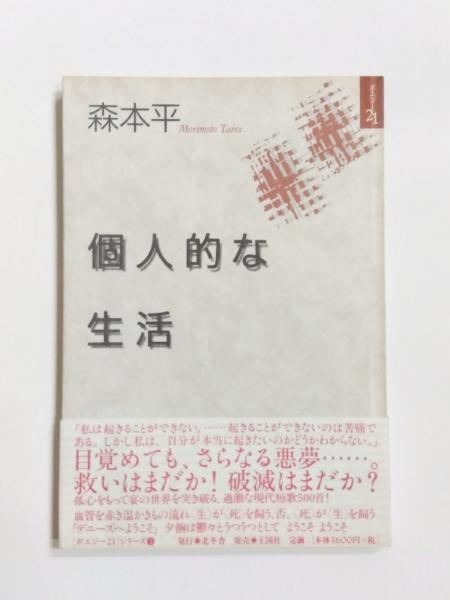 森本平
Morimoto Taira
ポエジー
21
個人的な
生活
「私は起きることができない。……起きることができないのは苦痛で
ある。しかし私は、自分が本当に起きたいのかどうかわからない。」
目覚めても、さらなる悪夢……。
救いはまだか！破滅はまだか？
孤心をもって宴の世界を突き破る、過激な現代短歌500首！
血管を赤き温かきもの流れ〈生〉が〈死〉を飼う、否、〈死〉が〈生〉を飼う
「デニーズへようこそ」夕餉は鬱々とうつうつとして ようこそ ようこそ
［ポエジー21］シリーズ③ 発行●北冬舎 発売●王国社 定価 ［本体1600円+税］